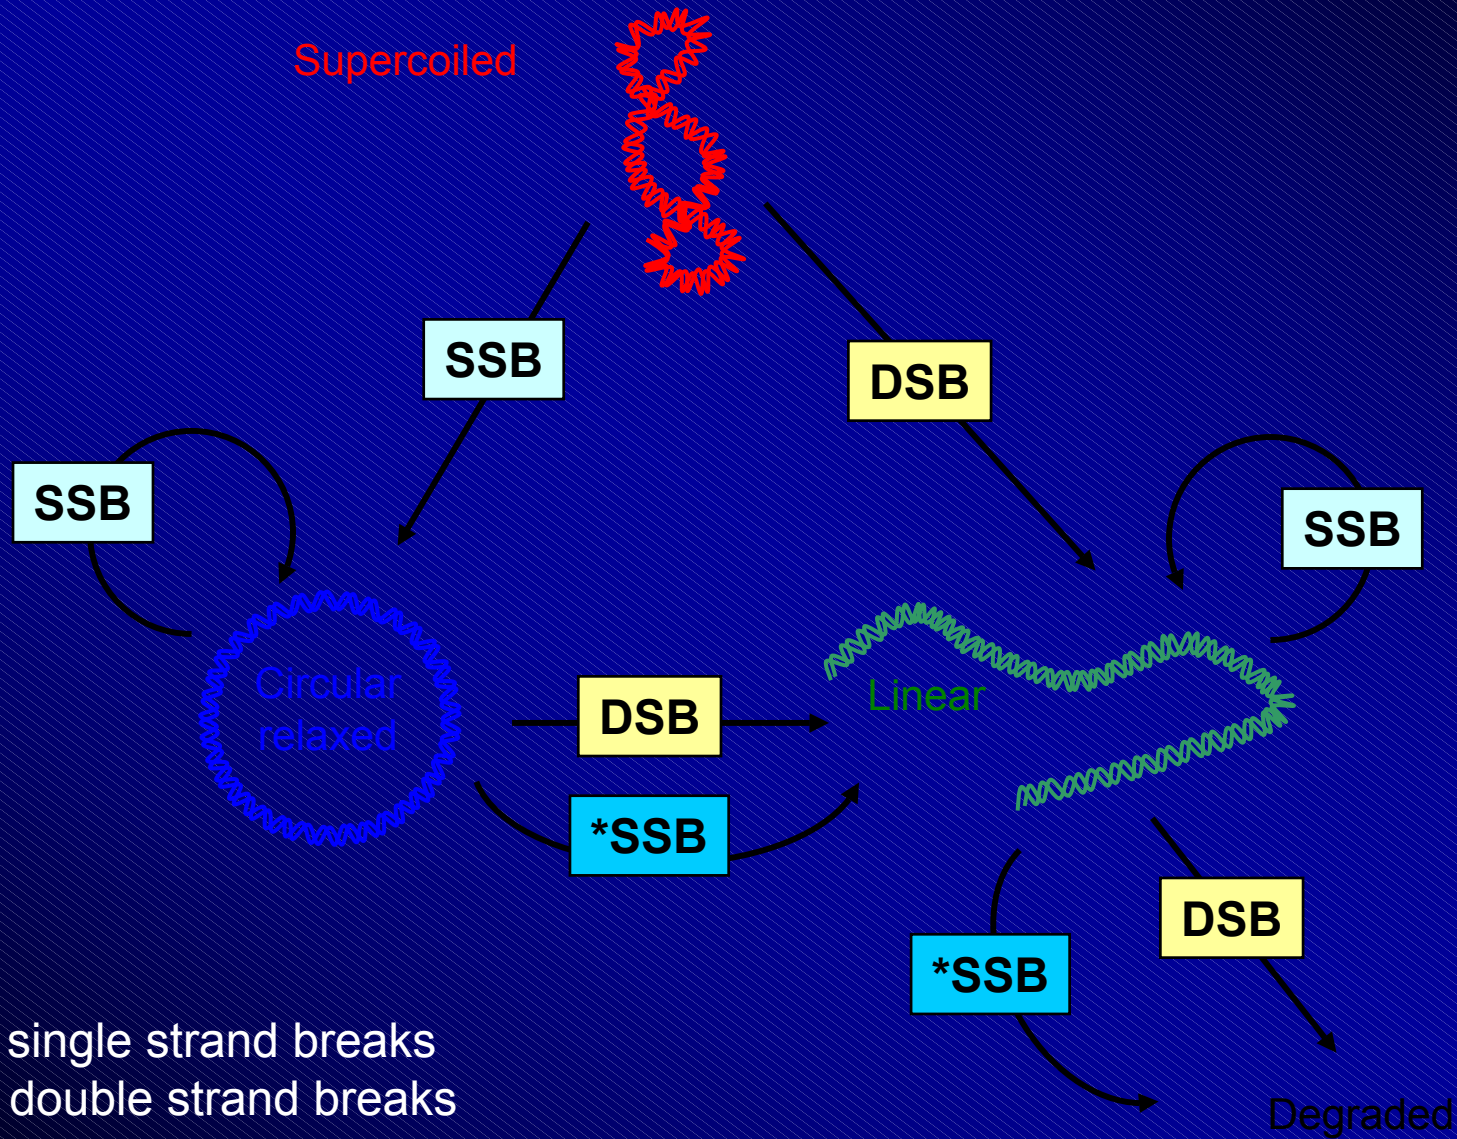 Supercoiled
SSB
DSB
SSB
SSB
Circular
relaxed
DSB
Linear
*SSB
DSB
*SSB
single strand breaks
double strand breaks
Degraded